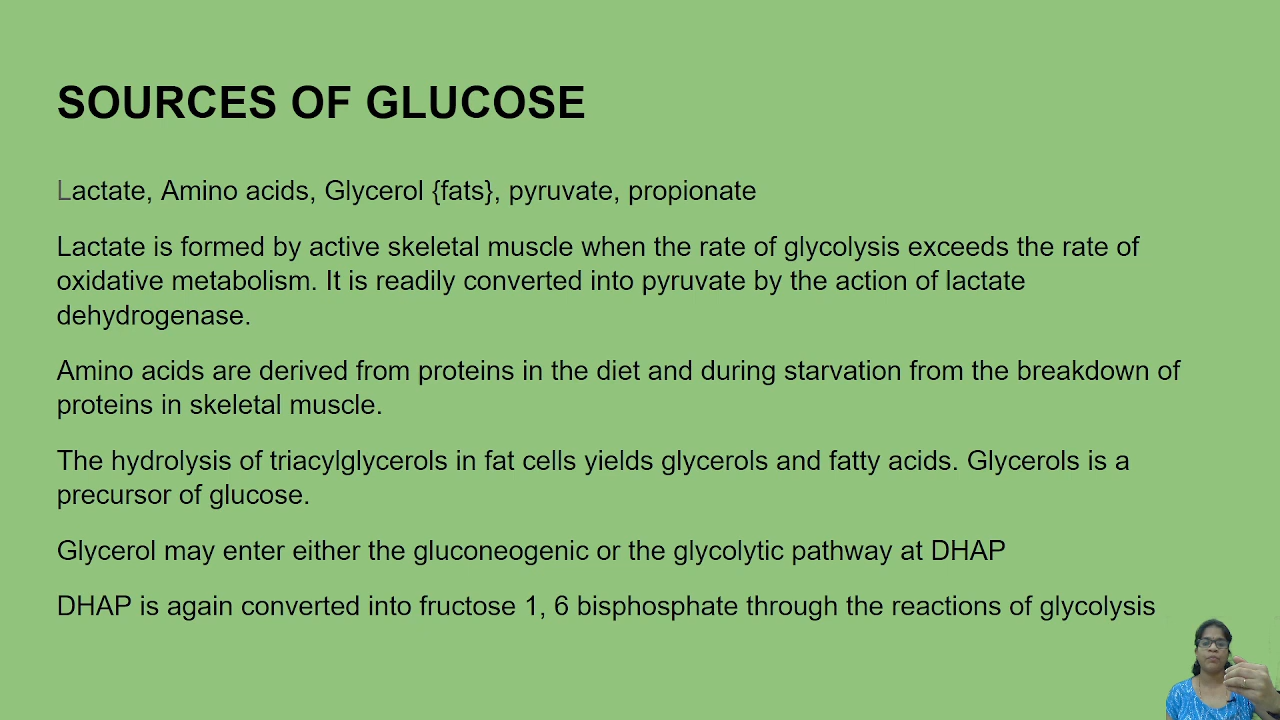 SOURCES OF GLUCOSE
Lactate, Amino acids, Glycerol {fats}, pyruvate, propionate
Lactate is formed by active skeletal muscle when the rate of glycolysis exceeds the rate of
oxidative metabolism. It is readily converted into pyruvate by the action of lactate
dehydrogenase.
Amino acids are derived from proteins in the diet and during starvation from the breakdown of
proteins in skeletal muscle.
The hydrolysis of triacylglycerols in fat cells yields glycerols and fatty acids. Glycerols is a
precursor of glucose.
Glycerol may enter either the gluconeogenic or the glycolytic pathway at DHAP
DHAP is again converted into fructose 1, 6 bisphosphate through the reactions of glycolysis